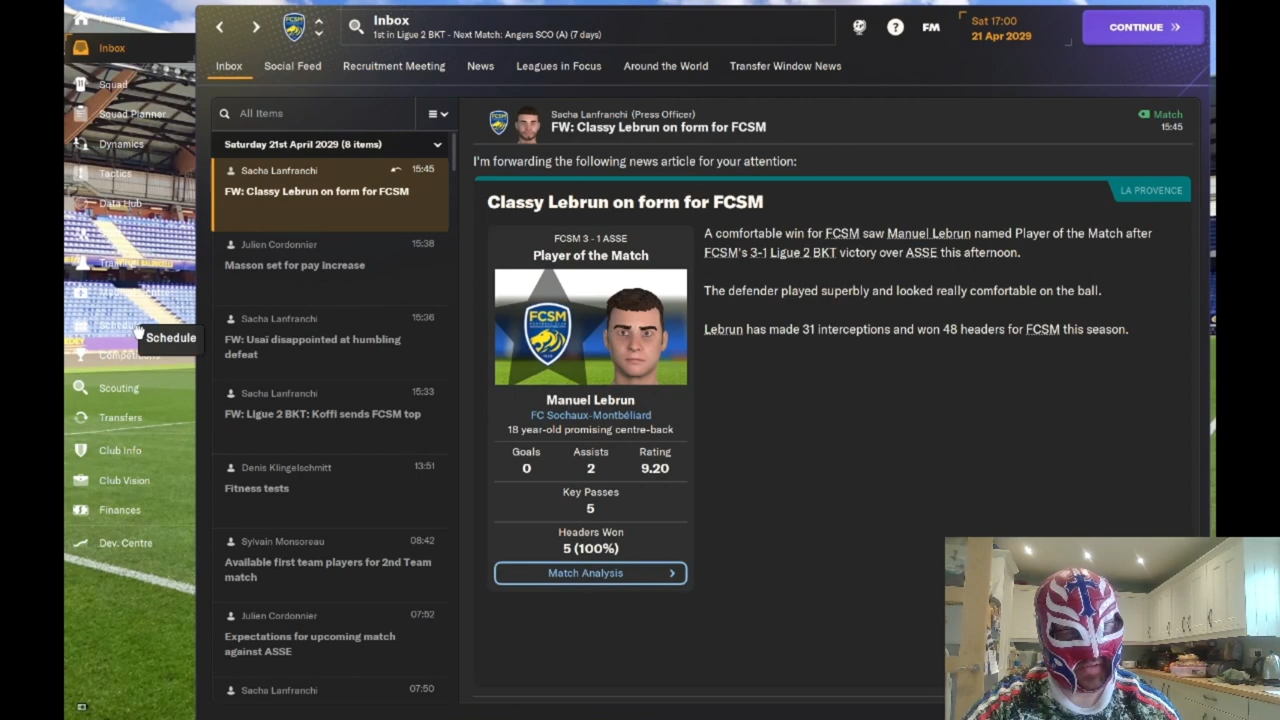 Home
Inbox
Squad
Squad Planner
Dynamics
Tactics
Data Hub
Schedule
Scouting
Transfers
Club Info
Club Vision
Finances
Dev. Centre
FCSM
Inbox
1st in Ligue 2 BKT - Next Match: Angers SCO (A) (7 days)
?
FM
Sat 17:00
21 Apr 2029
CONTINUE
Inbox
Social Feed
Recruitment Meeting
News
Leagues in Focus
Around the World
Transfer Window News
All Items
Saturday 21st April 2029 (8 items)
Sacha Lanfranchi 15:45
FW: Classy Lebrun on form for FCSM
Julien Cordonnier 15:38
Masson set for pay increase
Sacha Lanfranchi 15:36
FW: Usaï disappointed at humbling
defeat
Sacha Lanfranchi 15:33
FW: Ligue 2 BKT: Koffi sends FCSM top
Denis Klingelschmitt 13:51
Fitness tests
Sylvain Monsoreau 08:42
Available first team players for 2nd Team
match
Julien Cordonnier 07:52
Expectations for upcoming match
against ASSE
Sacha Lanfranchi 07:50
Sacha Lanfranchi (Press Officer)
FW: Classy Lebrun on form for FCSM
Match
15:45
I'm forwarding the following news article for your attention:
LA PROVENCE
Classy Lebrun on form for FCSM
FCSM 3 - 1 ASSE
Player of the Match
FCSM
Manuel Lebrun
FC Sochaux-Montbéliard
18 year-old promising centre-back
Goals Assists Rating
0 2 9.20
Key Passes
5
Headers Won
5 (100%)
Match Analysis
A comfortable win for FCSM saw Manuel Lebrun named Player of the Match after
FCSM's 3-1 Ligue 2 BKT victory over ASSE this afternoon.
The defender played superbly and looked really comfortable on the ball.
Lebrun has made 31 interceptions and won 48 headers for FCSM this season.